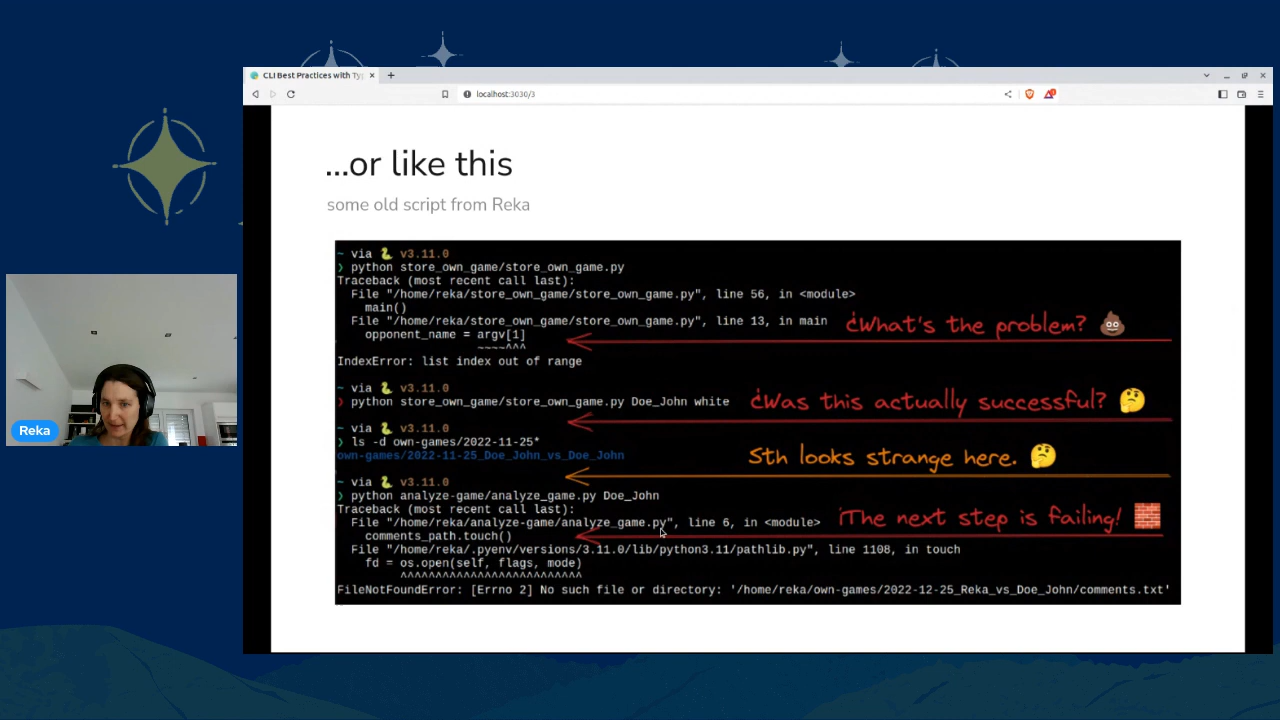 CLI Best Practices with Typ
localhost:3030/3
...or like this
some old script from Reka
~ via v3.11.0
❯ python store_own_game/store_own_game.py
Traceback (most recent call last):
File "/home/reka/store_own_game/store_own_game.py", line 56, in <module>
main()
File "/home/reka/store_own_game/store_own_game.py", line 13, in main
¿What's the problem? 💩
opponent_name = argv[1]
~~~~^^^
IndexError: list index out of range
~ via v3.11.0
❯ python store_own_game/store_own_game.py Doe_John white
¿Was this actually successful? 🤔
~ via v3.11.0
❯ ls -d own-games/2022-11-25*
own-games/2022-11-25_Doe_John_vs_Doe_John
Sth looks strange here. 🤔
~ via v3.11.0
❯ python analyze-game/analyze_game.py Doe_John
Traceback (most recent call last):
File "/home/reka/analyze-game/analyze_game.py", line 6, in <module>
¡The next step is failing! 🧱
comments_path.touch()
File "/home/reka/.pyenv/versions/3.11.0/lib/python3.11/pathlib.py", line 1108, in touch
fd = os.open(self, flags, mode)
^^^^^^^^^^^^^^^^^^^^^^^^^^
FileNotFoundError: [Errno 2] No such file or directory: '/home/reka/own-games/2022-12-25_Reka_vs_Doe_John/comments.txt'
Reka